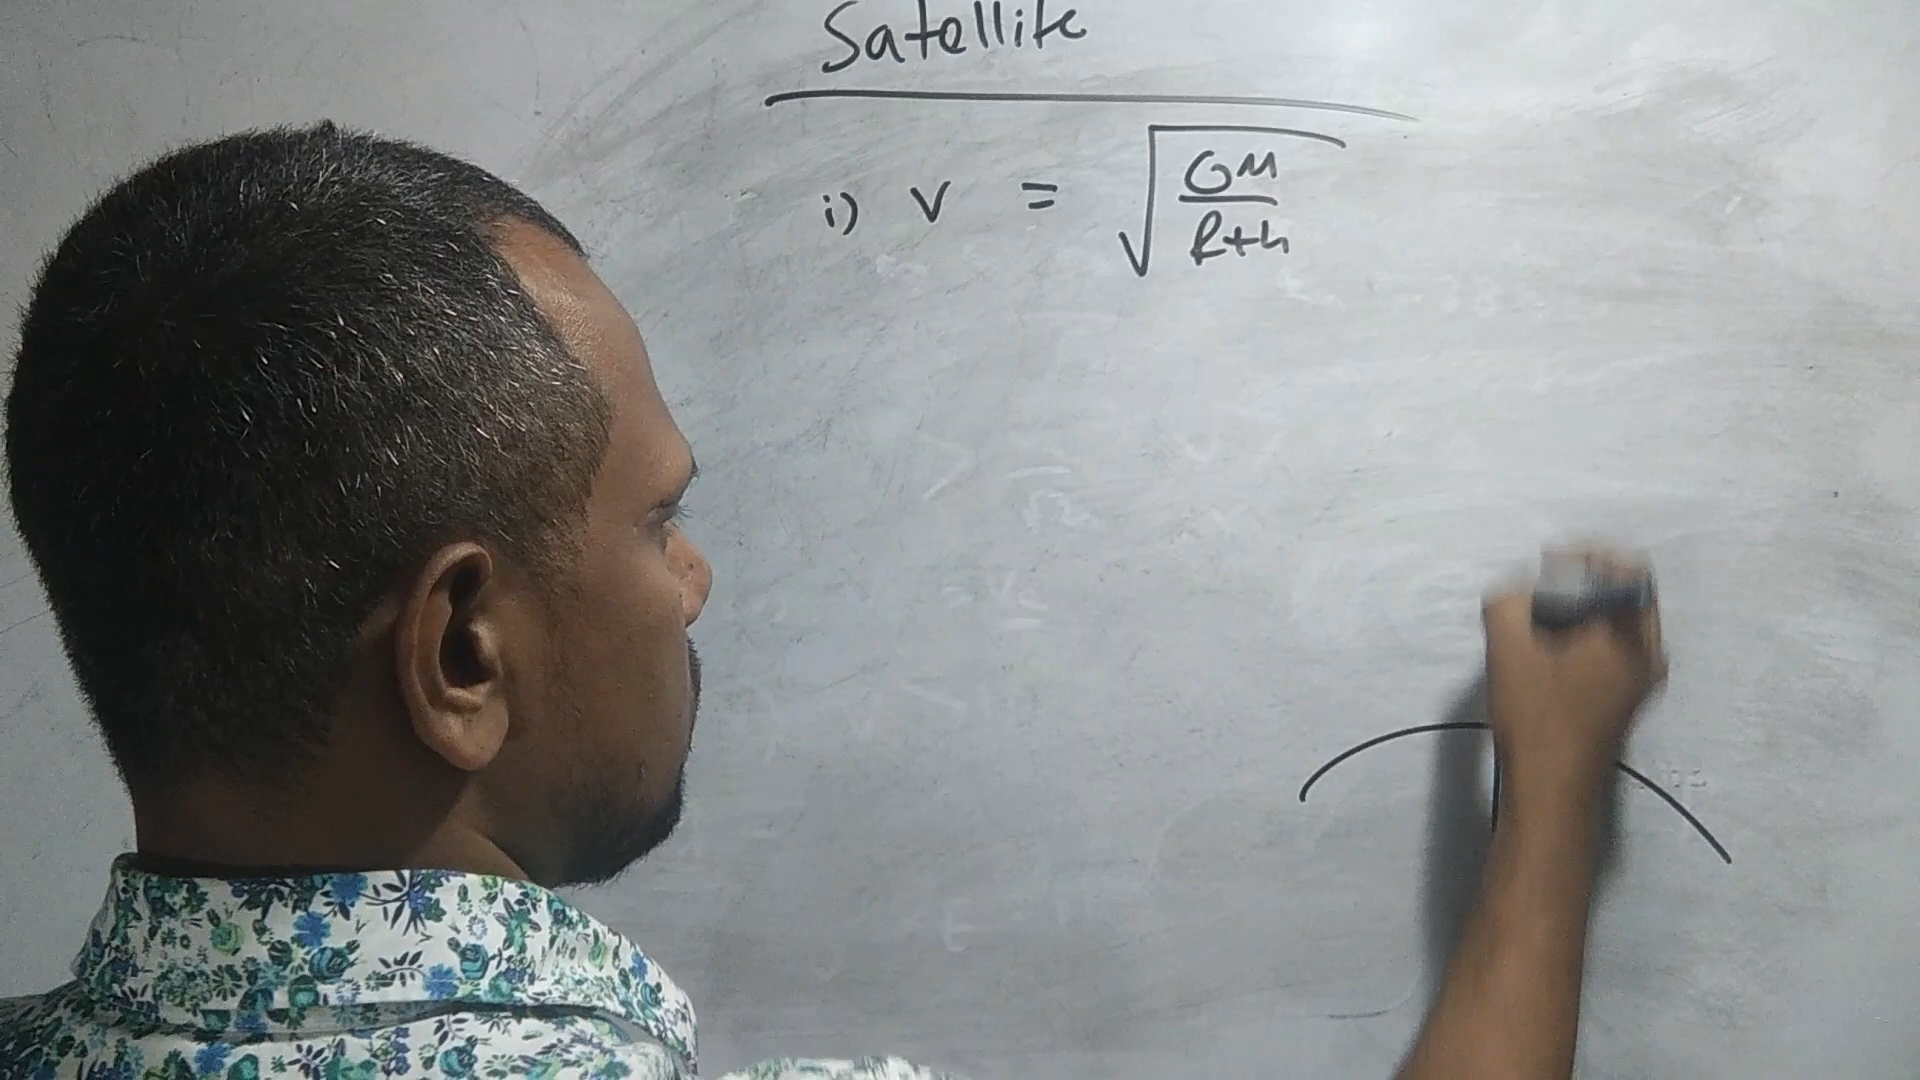 Satellite
i) V = √(GM/R+h)